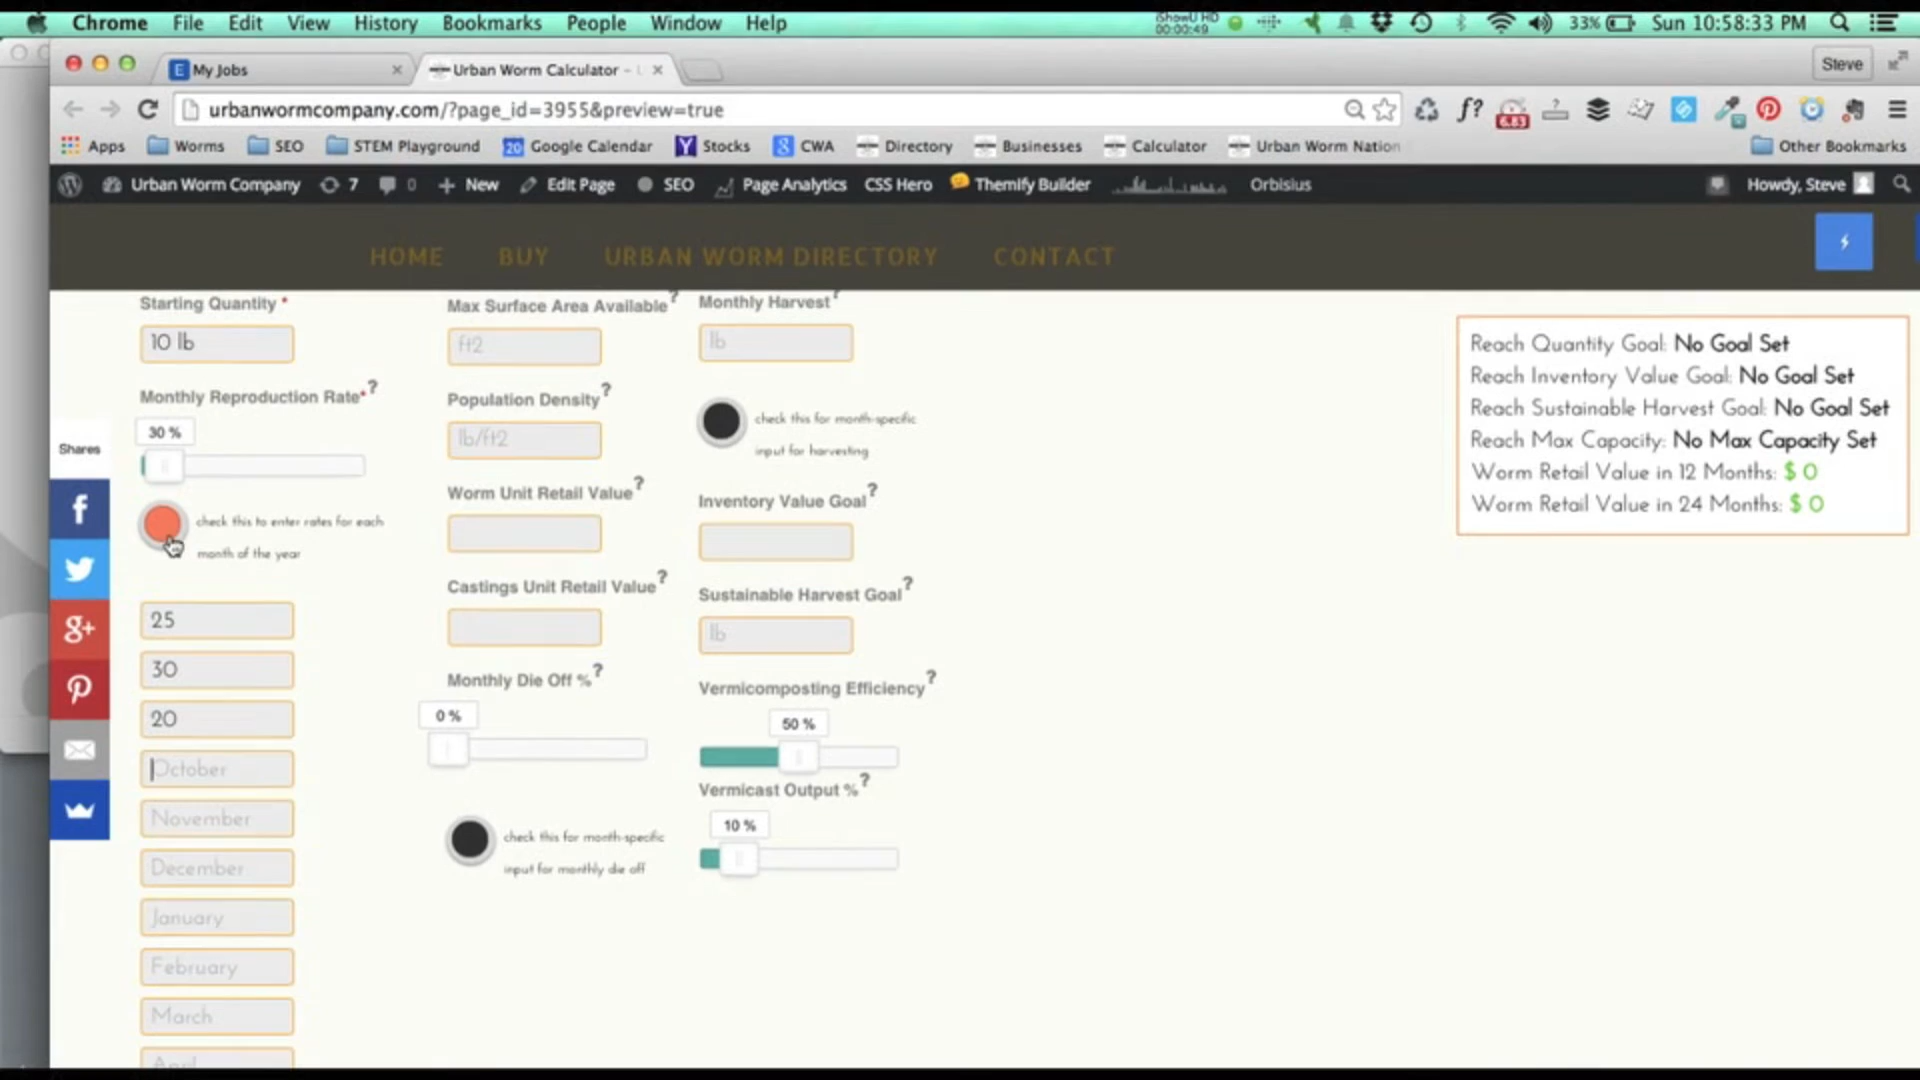 Chrome File Edit View History Bookmarks People Window Help
iShowU HD
00:00:49
33% Sun 10:58:33 PM
My Jobs
Urban Worm Calculator –
Steve
urbanwormcompany.com/?page_id=3955&preview=true
f?
6.83
Apps Worms SEO STEM Playground 20 Google Calendar Stocks CWA Directory Businesses Calculator Urban Worm Nation Other Bookmarks
Urban Worm Company 7 0 + New Edit Page SEO Page Analytics CSS Hero Themify Builder Orbisius Howdy, Steve
HOME BUY URBAN WORM DIRECTORY CONTACT
Starting Quantity *
10 lb
Monthly Reproduction Rate* ?
30 %
check this to enter rates for each
month of the year
25
30
20
October
November
December
January
February
March
April
Shares
f
g+
Max Surface Area Available ?
ft2
Population Density ?
lb/ft2
Worm Unit Retail Value ?
Castings Unit Retail Value ?
Monthly Die Off % ?
0 %
check this for month-specific
input for monthly die off
Monthly Harvest ?
lb
check this for month-specific
input for harvesting
Inventory Value Goal ?
Sustainable Harvest Goal ?
lb
Vermicomposting Efficiency ?
50 %
Vermicast Output % ?
10 %
Reach Quantity Goal: No Goal Set
Reach Inventory Value Goal: No Goal Set
Reach Sustainable Harvest Goal: No Goal Set
Reach Max Capacity: No Max Capacity Set
Worm Retail Value in 12 Months: $ 0
Worm Retail Value in 24 Months: $ 0